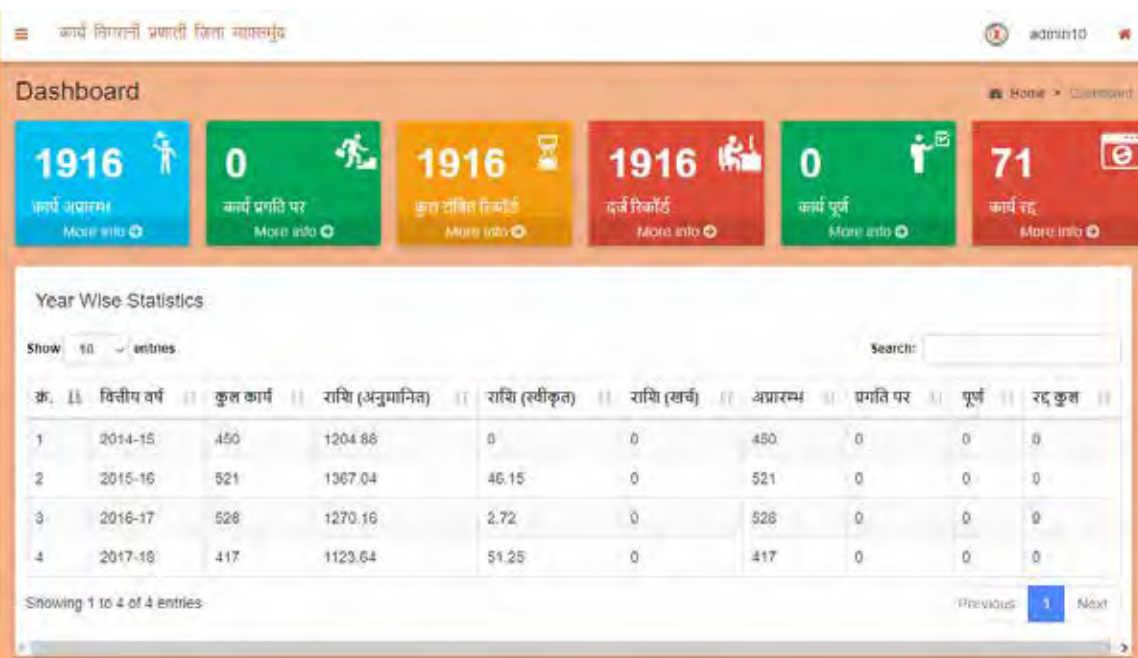 कार्य निगरानी प्रणाली जिला महासमुंद
admin10
Dashboard
Home > Dashboard
1916
कार्य अप्रारम्भ
More info
0
कार्य प्रगति पर
More info
1916
कुल लंबित रिकॉर्ड
More info
1916
दर्ज रिकॉर्ड
More info
0
कार्य पूर्ण
More info
71
कार्य रद्द
More info
Year Wise Statistics
Show 10 entries
Search:
क्रं. वित्तीय वर्ष कुल कार्य राशि (अनुमानित) राशि (स्वीकृत) राशि (खर्च) अप्रारम्भ प्रगति पर पूर्ण रद्द कुल
1 2014-15 450 1204.88 0 0 450 0 0 0
2 2015-16 521 1367.04 46.15 0 521 0 0 0
3 2016-17 528 1270.16 2.72 0 528 0 0 0
4 2017-18 417 1123.64 51.25 0 417 0 0 0
Showing 1 to 4 of 4 entries
Previous 1 Next